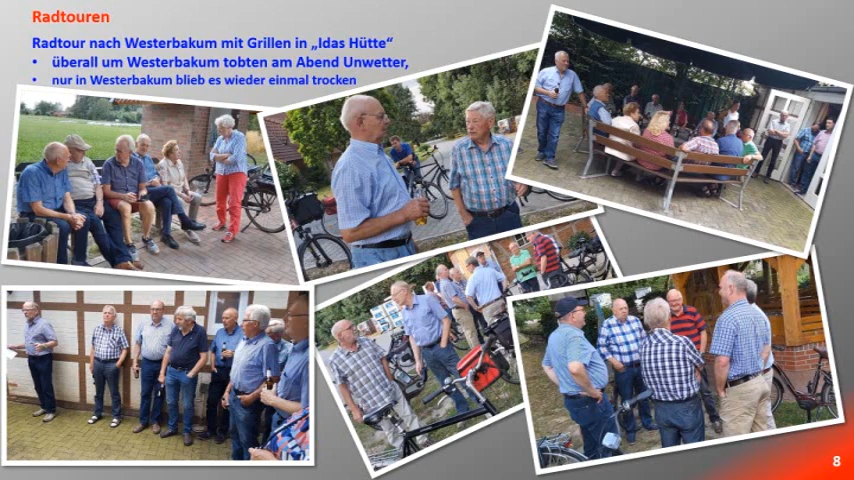 Radtouren
Radtour nach Westerbakum mit Grillen in „Idas Hütte“
• überall um Westerbakum tobten am Abend Unwetter,
• nur in Westerbakum blieb es wieder einmal trocken
8